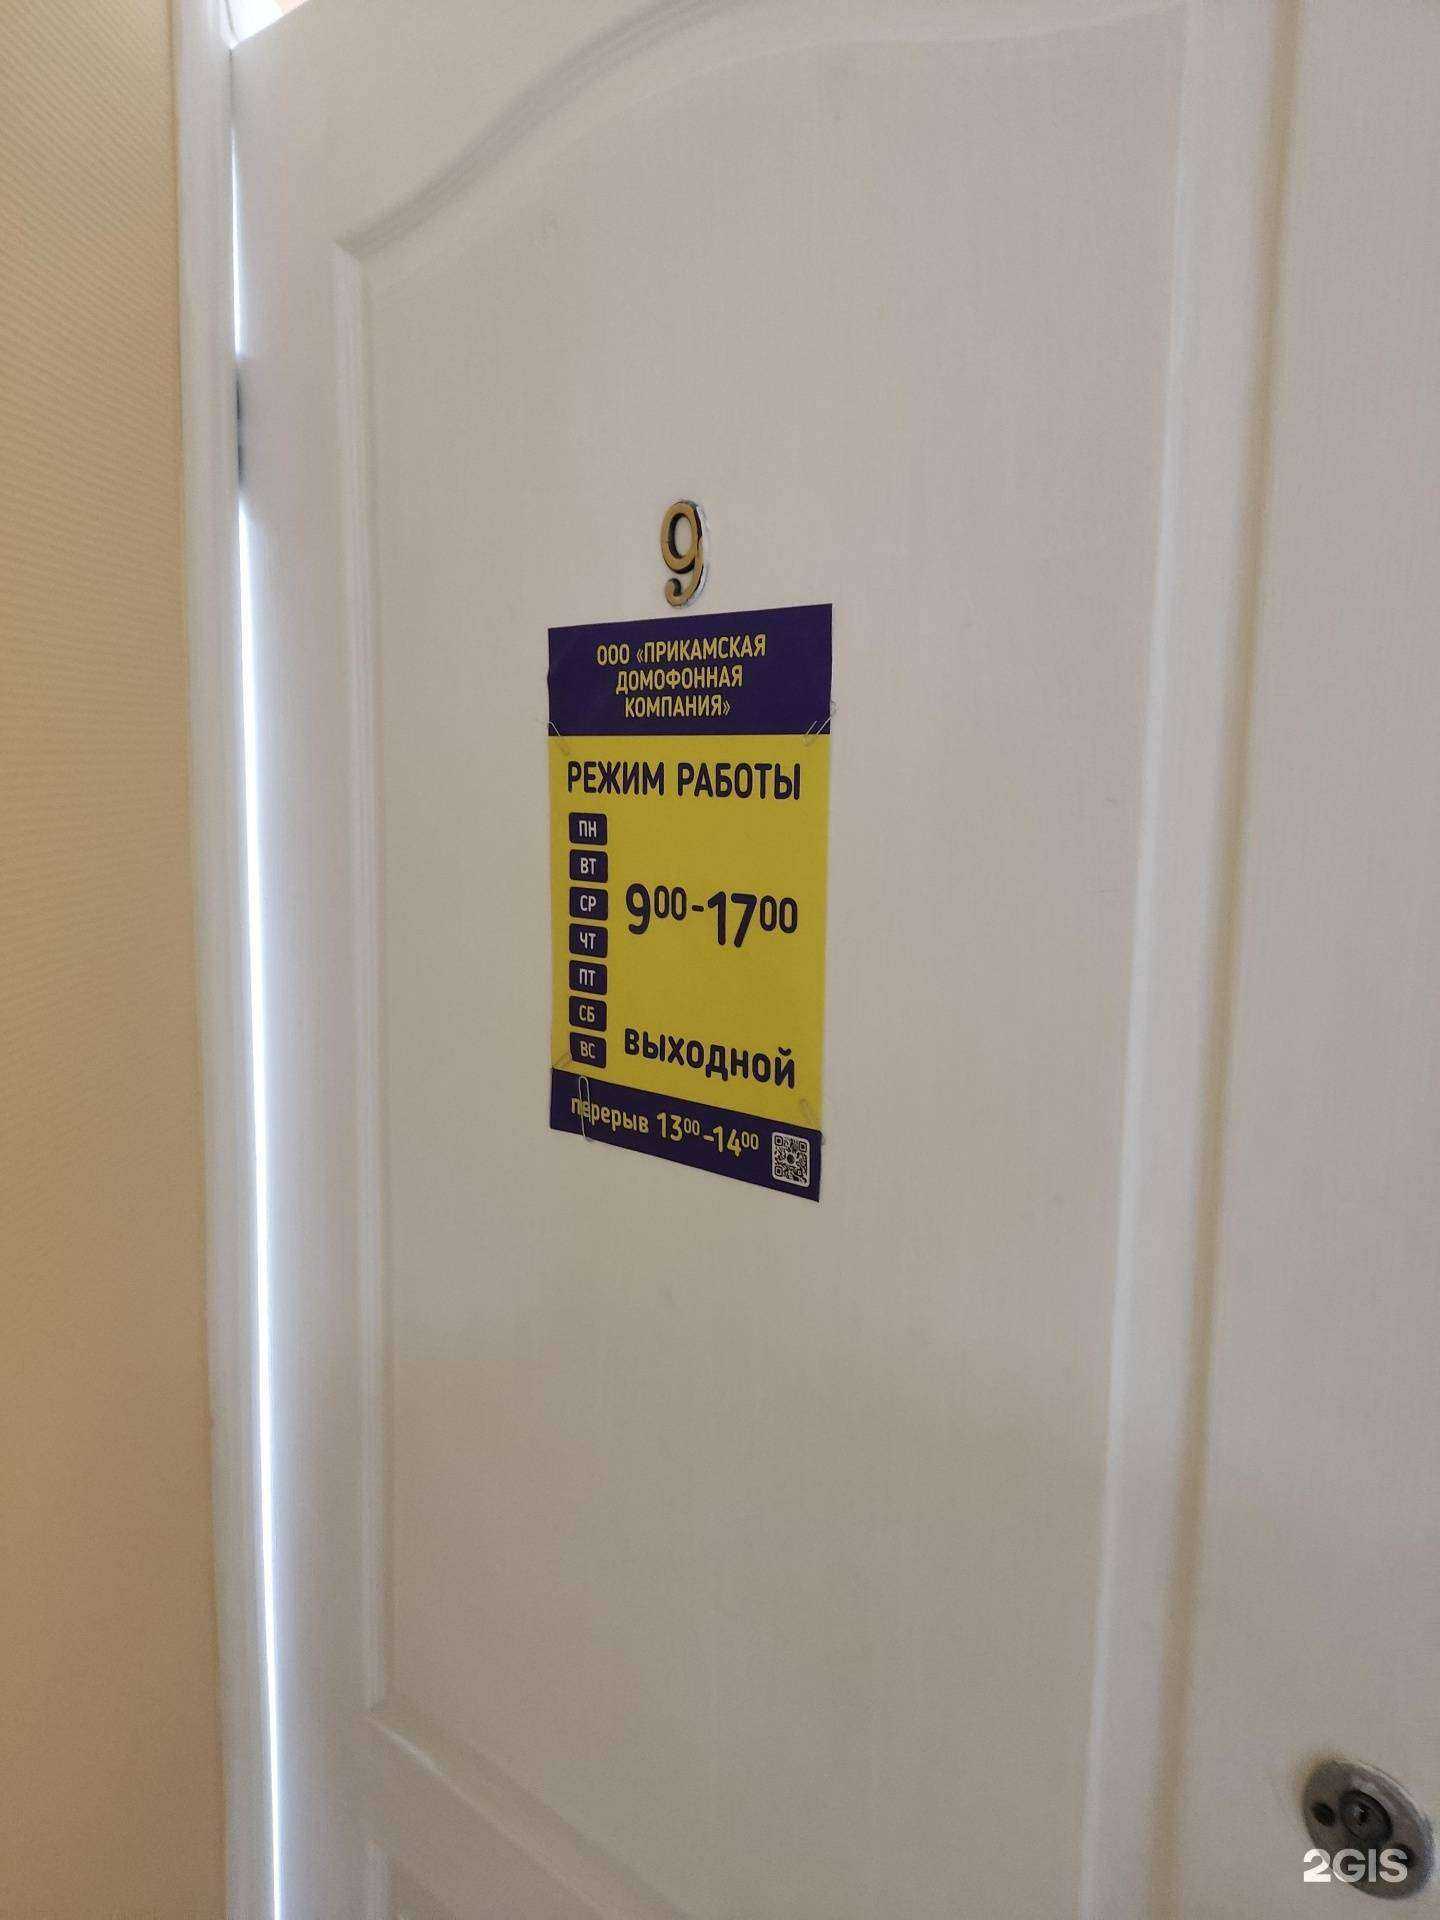 9
ООО «ПРИКАМСКАЯ
ДОМОФОННАЯ
КОМПАНИЯ»
РЕЖИМ РАБОТЫ
ПН
ВТ
СР
ЧТ
ПТ
СБ
ВС
9⁰⁰-17⁰⁰
ВЫХОДНОЙ
перерыв 13⁰⁰-14⁰⁰
2GIS